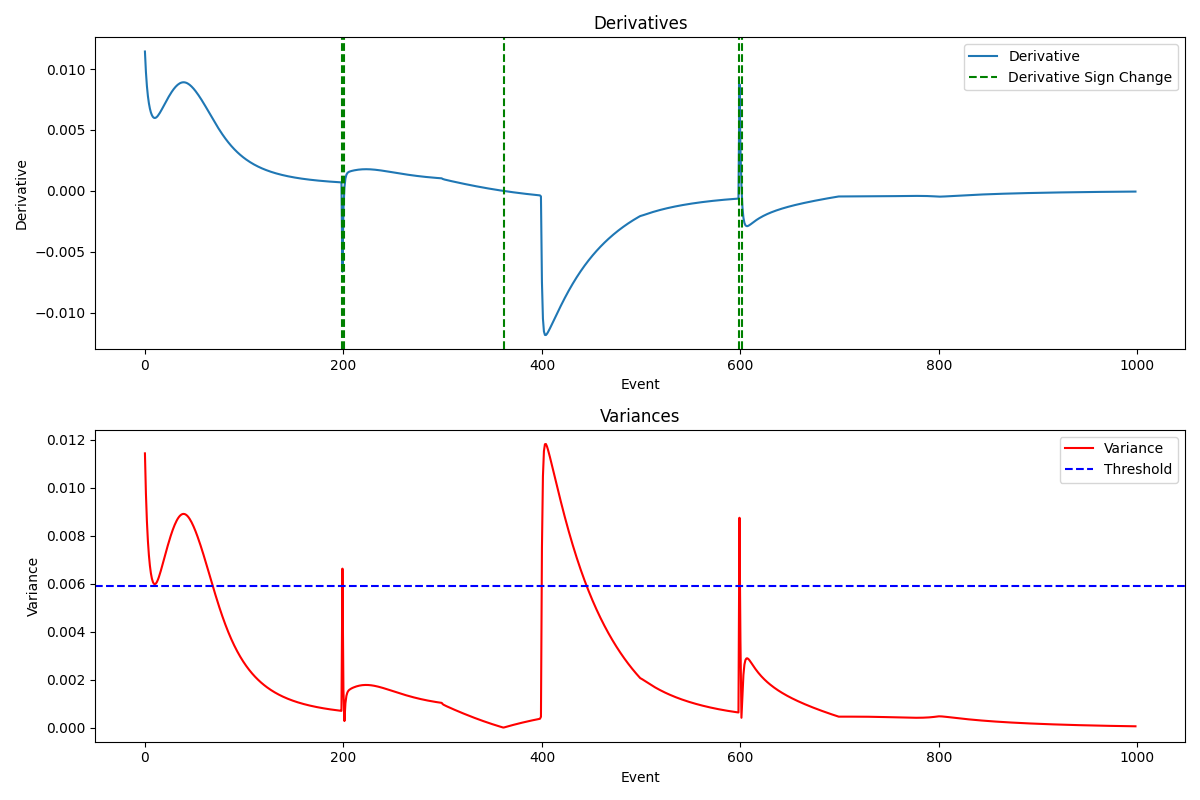 Derivatives
0.010
0.005
0.000
−0.005
−0.010
Derivative
Derivative
Derivative Sign Change
0 200 400 600 800 1000
Event
Variances
0.012
0.010
0.008
0.006
0.004
0.002
0.000
Variance
Variance
Threshold
0 200 400 600 800 1000
Event